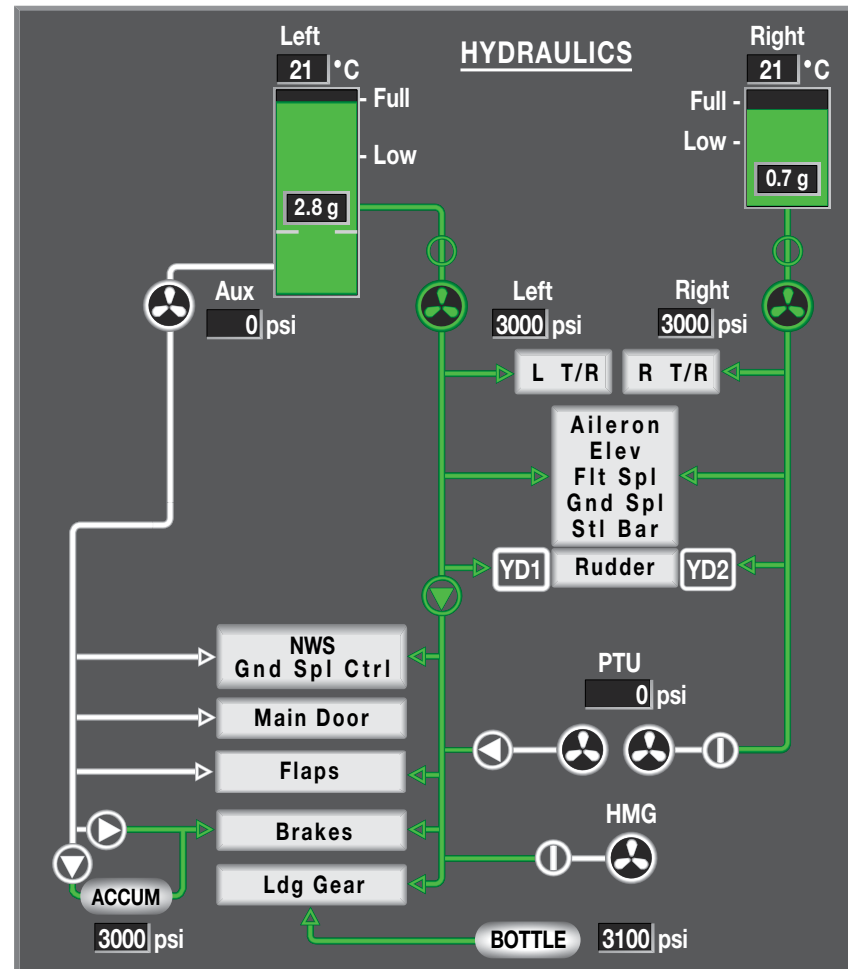 HYDRAULICS
Left
21 °C
Full
Low
2.8 g
Right
21 °C
Full
Low
0.7 g
Aux
0 psi
Left
3000 psi
Right
3000 psi
L T/R
R T/R
Aileron
Elev
Flt Spl
Gnd Spl
Stl Bar
YD1
Rudder
YD2
NWS
Gnd Spl Ctrl
Main Door
Flaps
Brakes
Ldg Gear
PTU
0 psi
HMG
ACCUM
3000 psi
BOTTLE
3100 psi